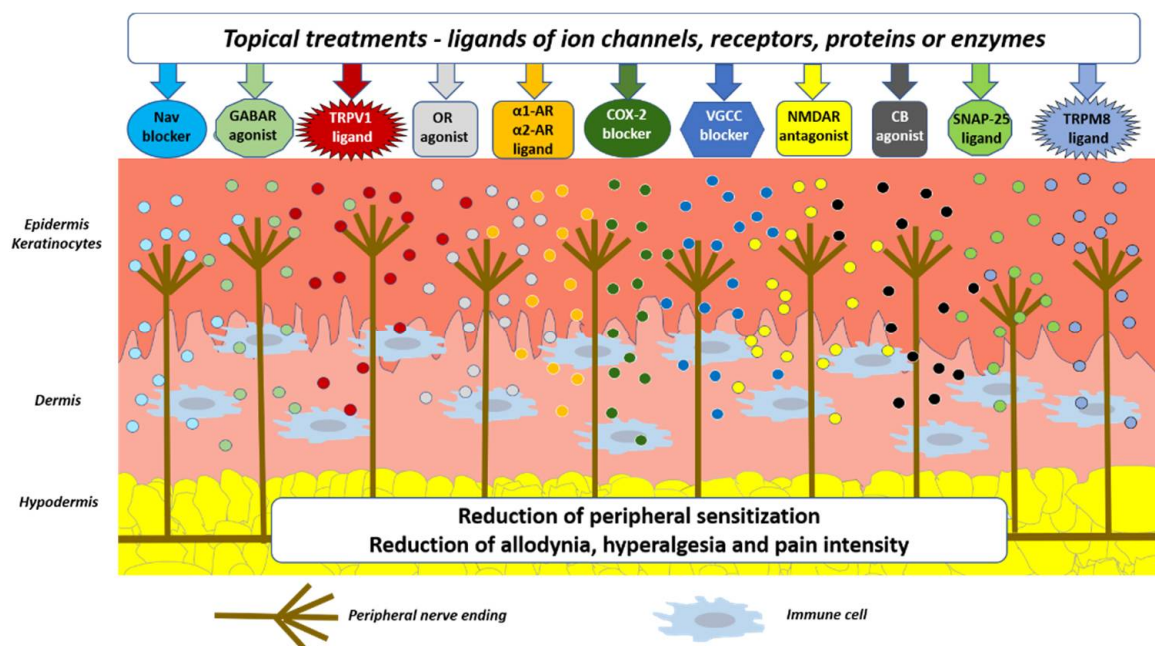 Topical treatments - ligands of ion channels, receptors, proteins or enzymes
Nav
blocker
GABAR
agonist
TRPV1
ligand
OR
agonist
α1-AR
α2-AR
ligand
COX-2
blocker
VGCC
blocker
NMDAR
antagonist
CB
agonist
SNAP-25
ligand
TRPM8
ligand
Epidermis
Keratinocytes
Dermis
Hypodermis
Reduction of peripheral sensitization
Reduction of allodynia, hyperalgesia and pain intensity
Peripheral nerve ending
Immune cell